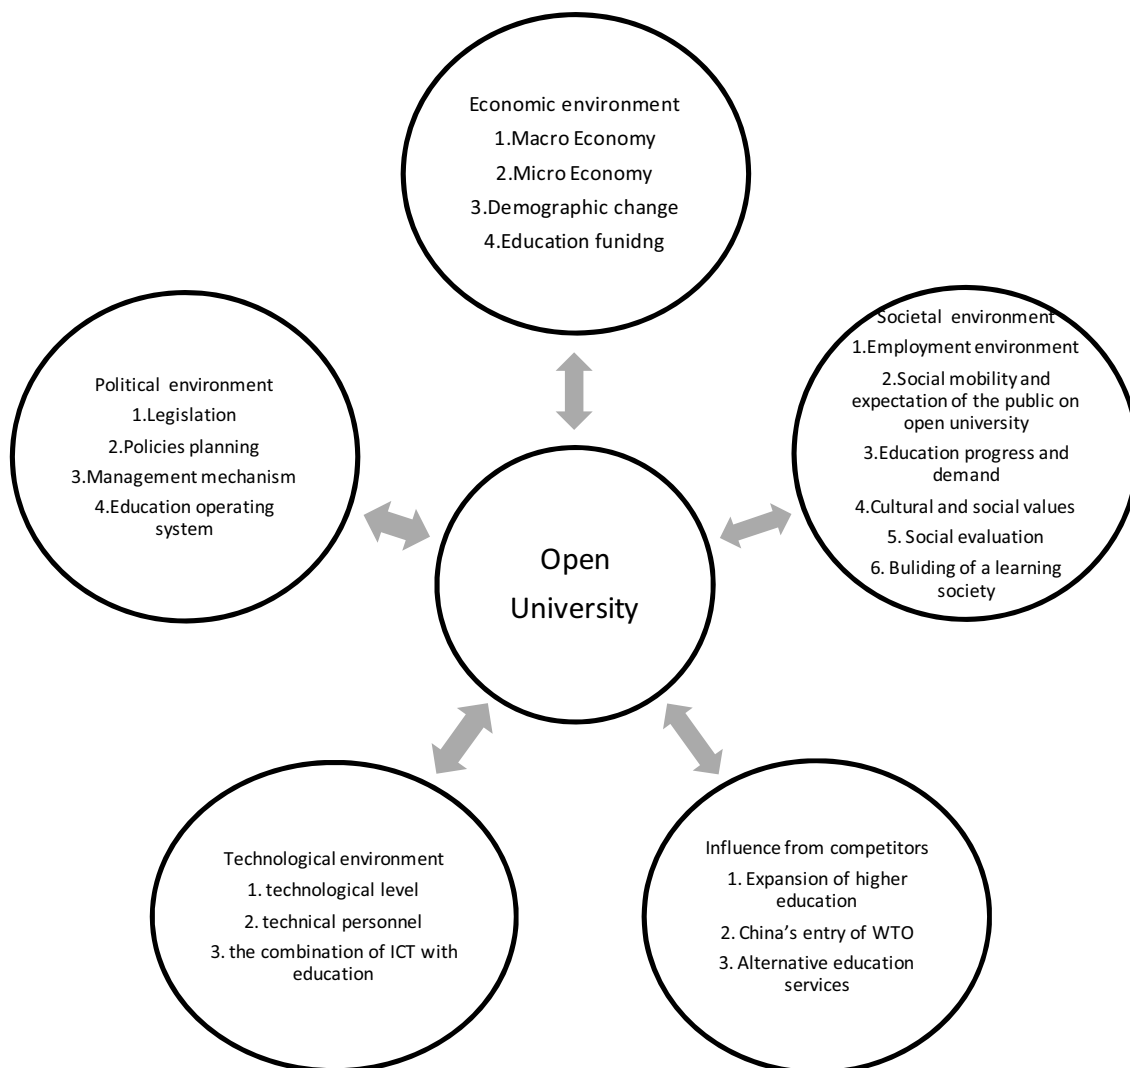 Economic environment
1.Macro Economy
2.Micro Economy
3.Demographic change
4.Education funidng
Political environment
1.Legislation
2.Policies planning
3.Management mechanism
4.Education operating
system
Societal environment
1.Employment environment
2.Social mobility and
expectation of the public on
open university
3.Education progress and
demand
4.Cultural and social values
5. Social evaluation
6. Buliding of a learning
society
Open
University
Technological environment
1. technological level
2. technical personnel
3. the combination of ICT with
education
Influence from competitors
1. Expansion of higher
education
2. China’s entry of WTO
3. Alternative education
services